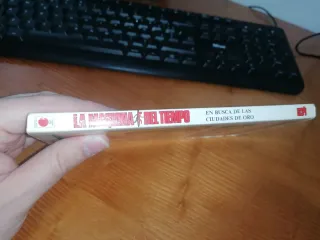 LA MAQUINA DEL TIEMPO
EN BUSCA DE LAS
CIUDADES DE ORO